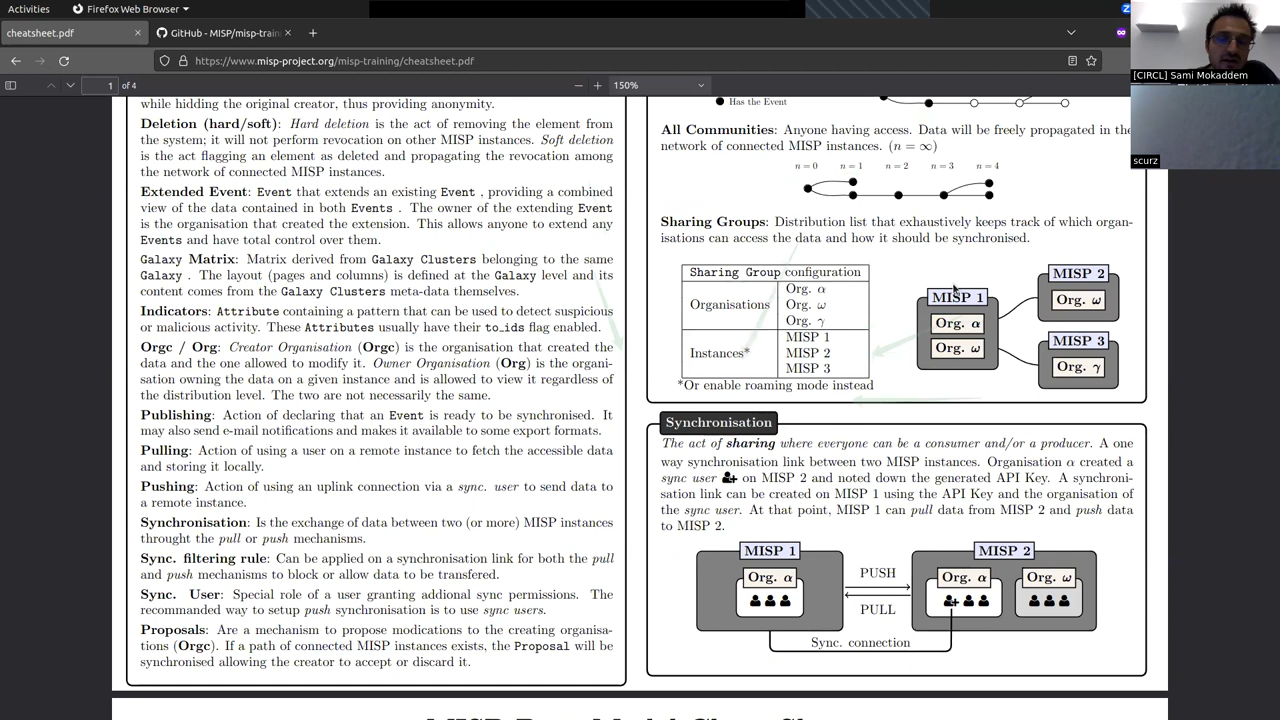 Activities
Firefox Web Browser
cheatsheet.pdf
GitHub - MISP/misp-train
https://www.misp-project.org/misp-training/cheatsheet.pdf
[CIRCL] Sami Mokaddem
1 of 4
150%
scurz
while hidding the original creator, thus providing anonymity.
Deletion (hard/soft): Hard deletion is the act of removing the element from
the system; it will not perform revocation on other MISP instances. Soft deletion
is the act flagging an element as deleted and propagating the revocation among
the network of connected MISP instances.
Extended Event: Event that extends an existing Event , providing a combined
view of the data contained in both Events . The owner of the extending Event
is the organisation that created the extension. This allows anyone to extend any
Events and have total control over them.
Galaxy Matrix: Matrix derived from Galaxy Clusters belonging to the same
Galaxy . The layout (pages and columns) is defined at the Galaxy level and its
content comes from the Galaxy Clusters meta-data themselves.
Indicators: Attribute containing a pattern that can be used to detect suspicious
or malicious activity. These Attributes usually have their to_ids flag enabled.
Orgc / Org: Creator Organisation (Orgc) is the organisation that created the
data and the one allowed to modify it. Owner Organisation (Org) is the organi-
sation owning the data on a given instance and is allowed to view it regardless of
the distribution level. The two are not necessarily the same.
Publishing: Action of declaring that an Event is ready to be synchronised. It
may also send e-mail notifications and makes it available to some export formats.
Pulling: Action of using a user on a remote instance to fetch the accessible data
and storing it locally.
Pushing: Action of using an uplink connection via a sync. user to send data to
a remote instance.
Synchronisation: Is the exchange of data between two (or more) MISP instances
throught the pull or push mechanisms.
Sync. filtering rule: Can be applied on a synchronisation link for both the pull
and push mechanisms to block or allow data to be transfered.
Sync. User: Special role of a user granting addional sync permissions. The
recommanded way to setup push synchronisation is to use sync users.
Proposals: Are a mechanism to propose modications to the creating organisa-
tions (Orgc). If a path of connected MISP instances exists, the Proposal will be
synchronised allowing the creator to accept or discard it.
Has the Event
All Communities: Anyone having access. Data will be freely propagated in the
network of connected MISP instances. (n = ∞)
n = 0 n = 1 n = 2 n = 3 n = 4
Sharing Groups: Distribution list that exhaustively keeps track of which organ-
isations can access the data and how it should be synchronised.
Sharing Group configuration
Organisations
Org. α
Org. ω
Org. γ
Instances*
MISP 1
MISP 2
MISP 3
*Or enable roaming mode instead
MISP 1
Org. α
Org. ω
MISP 2
Org. ω
MISP 3
Org. γ
Synchronisation
The act of sharing where everyone can be a consumer and/or a producer. A one
way synchronisation link between two MISP instances. Organisation α created a
sync user on MISP 2 and noted down the generated API Key. A synchroni-
sation link can be created on MISP 1 using the API Key and the organisation of
the sync user. At that point, MISP 1 can pull data from MISP 2 and push data
to MISP 2.
MISP 1
Org. α
PUSH
PULL
MISP 2
Org. α
Org. ω
Sync. connection